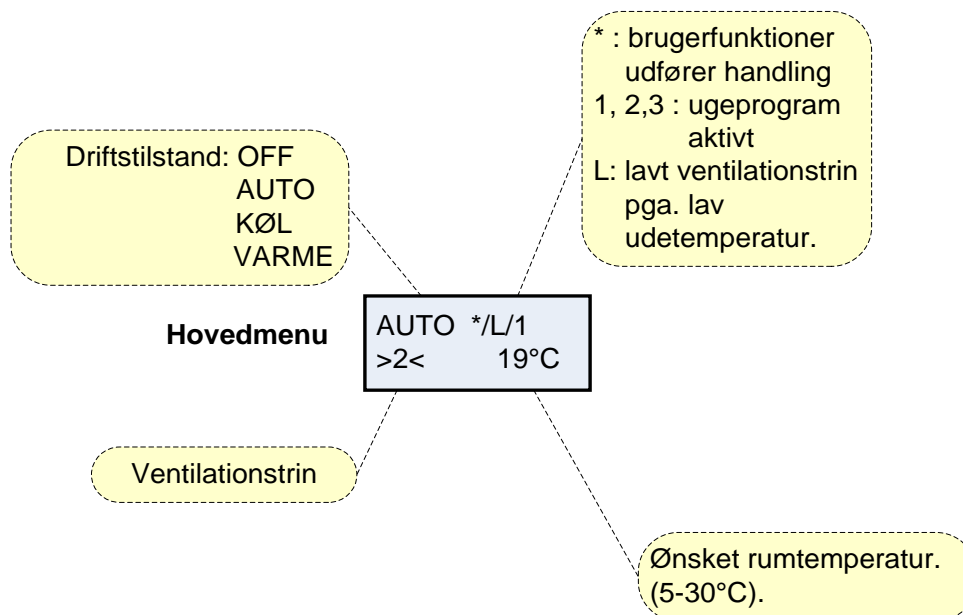 * : brugerfunktioner
udfører handling
1, 2,3 : ugeprogram
aktivt
L: lavt ventilationstrin
pga. lav
udetemperatur.
Driftstilstand: OFF
AUTO
KØL
VARME
Hovedmenu
AUTO */L/1
>2< 19°C
Ventilationstrin
Ønsket rumtemperatur.
(5-30°C).